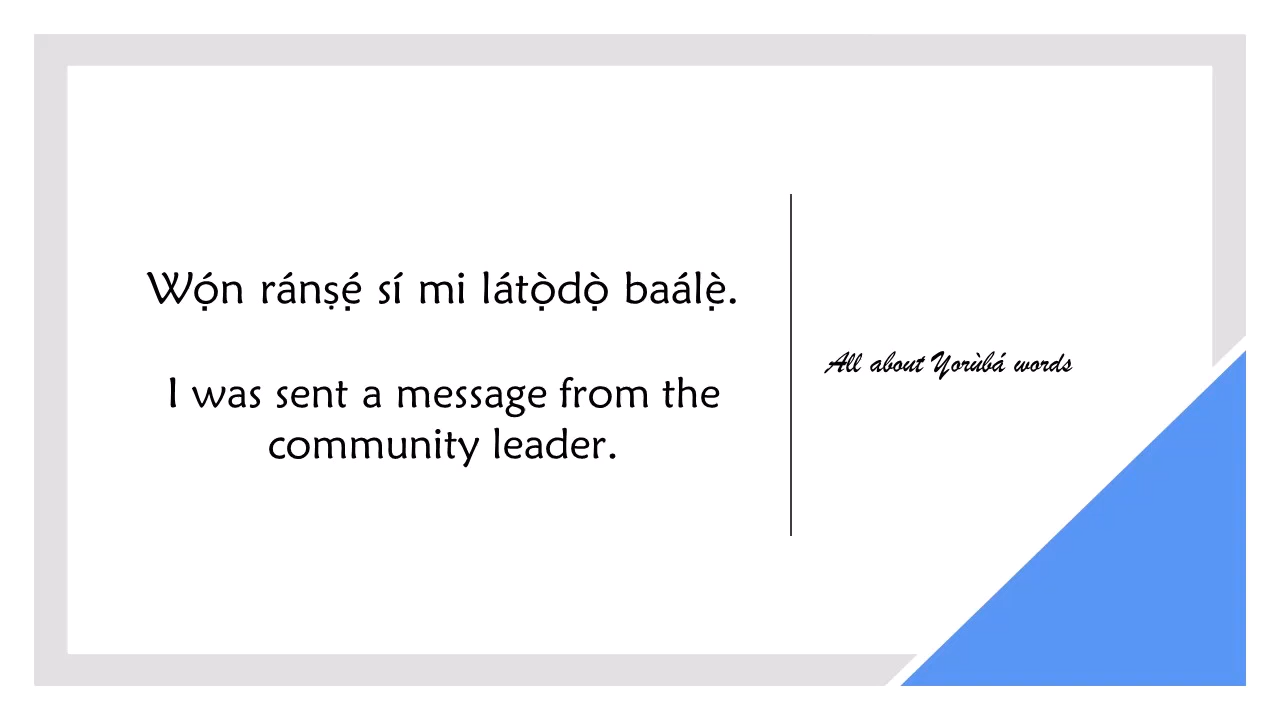 Wọ́n ránṣẹ́ sí mi látọ̀dọ̀ baálẹ̀.
I was sent a message from the
community leader.
All about Yorùbá words